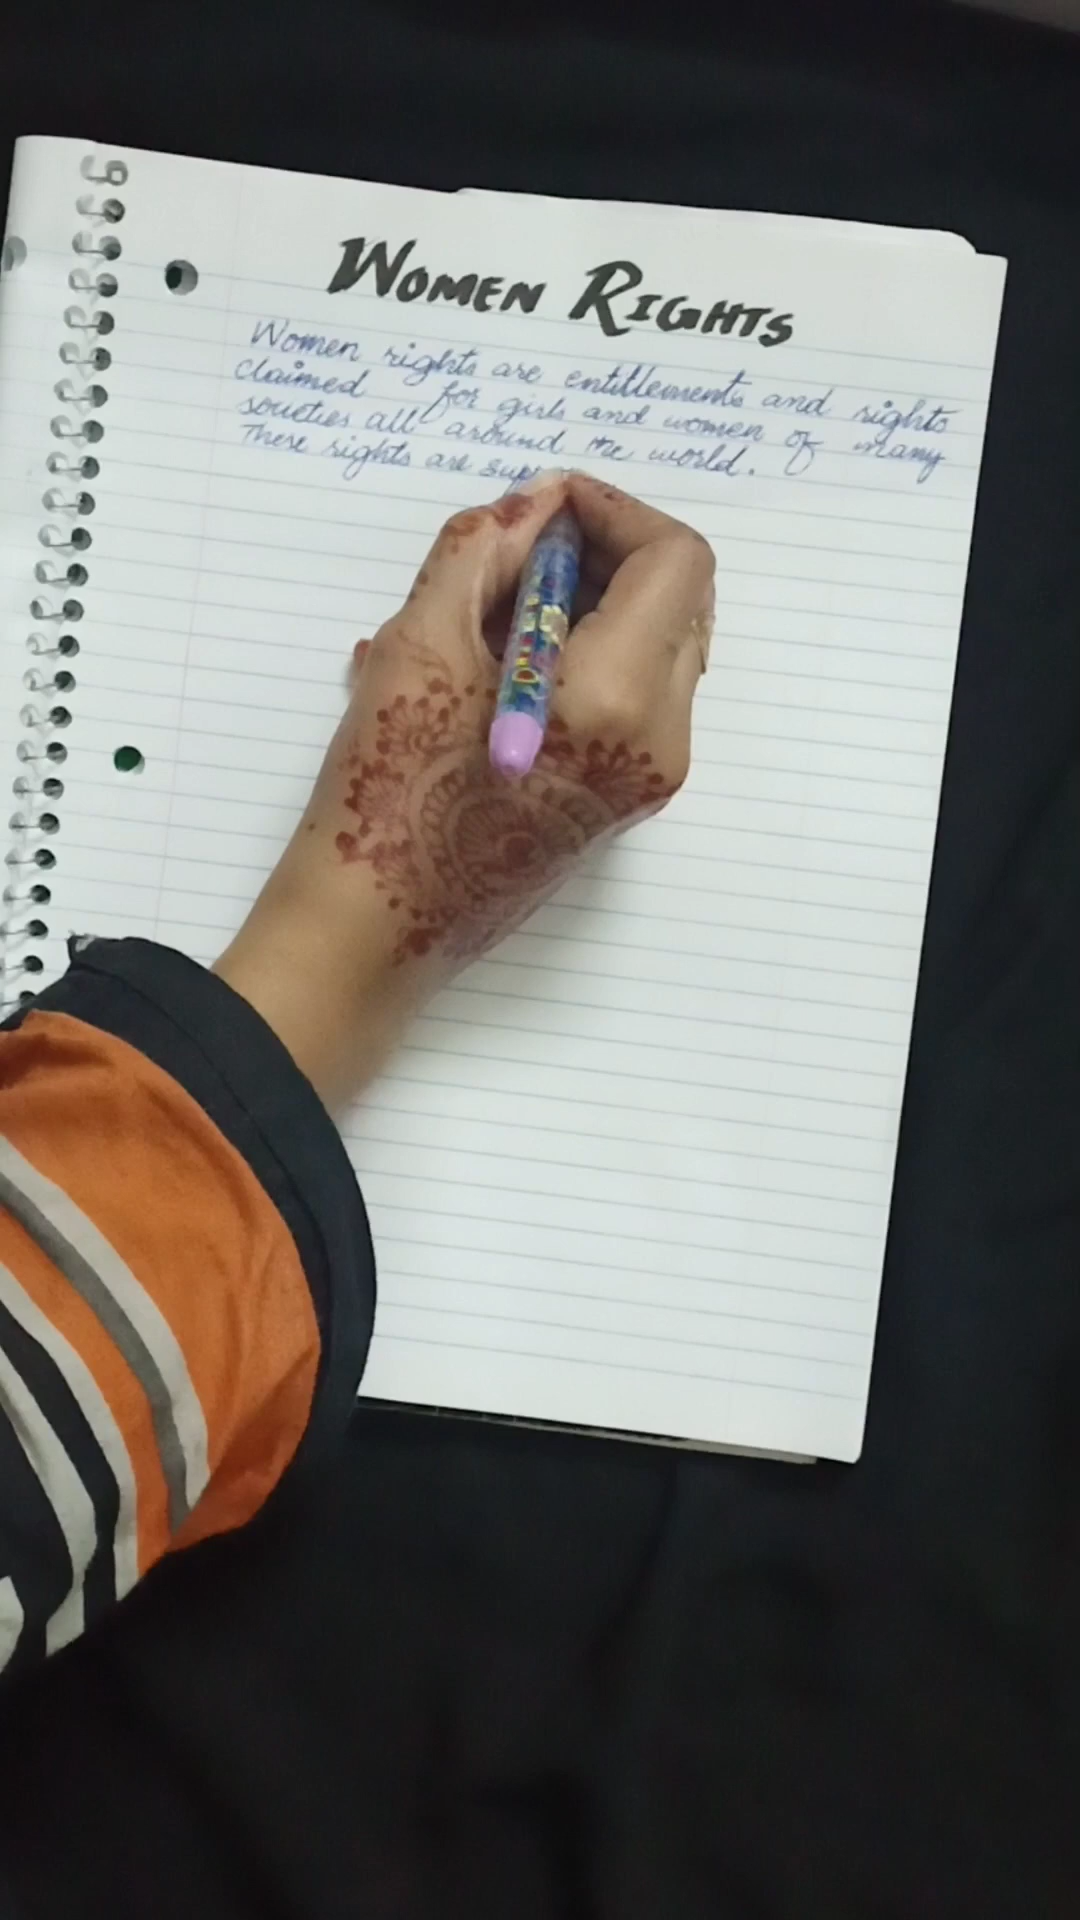 WOMEN RIGHTS
Women rights are entitlements and rights
claimed for girls and women of many
societies all around the world.
These rights are supp